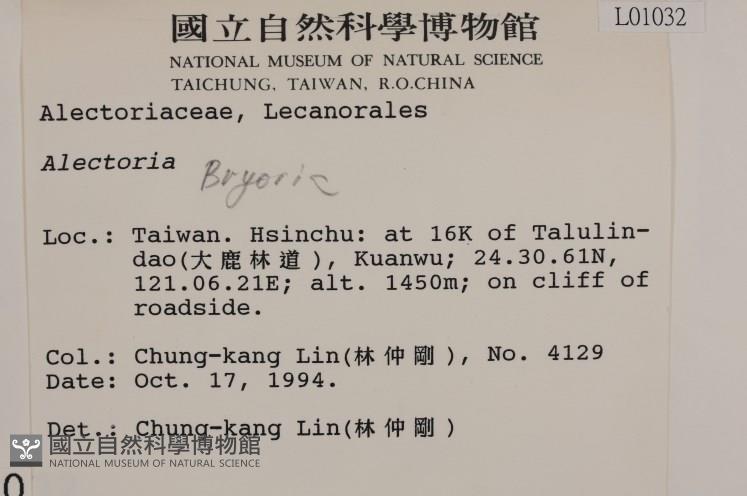 國立自然科學博物館
L01032
NATIONAL MUSEUM OF NATURAL SCIENCE
TAICHUNG, TAIWAN, R.O.CHINA
Alectoriaceae, Lecanorales
Alectoria Bryoria
Loc.: Taiwan. Hsinchu: at 16K of Talulin-
dao(大鹿林道), Kuanwu; 24.30.61N,
121.06.21E; alt. 1450m; on cliff of
roadside.
Col.: Chung-kang Lin(林仲剛), No. 4129
Date: Oct. 17, 1994.
Det.: Chung-kang Lin(林仲剛)
國立自然科學博物館
NATIONAL MUSEUM OF NATURAL SCIENCE
0